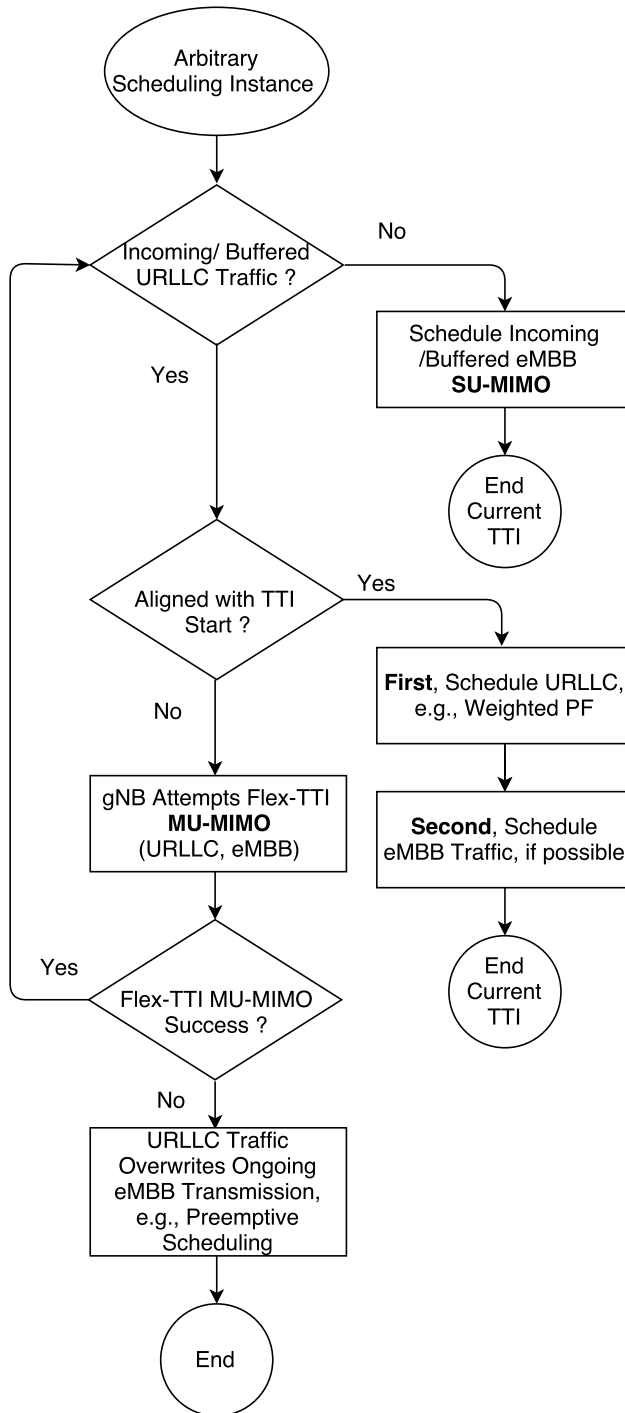 Arbitrary
Scheduling Instance
Incoming/ Buffered
URLLC Traffic ?
No
Schedule Incoming
/Buffered eMBB
SU-MIMO
Yes
End
Current
TTI
Aligned with TTI
Start ?
Yes
First, Schedule URLLC,
e.g., Weighted PF
No
gNB Attempts Flex-TTI
MU-MIMO
(URLLC, eMBB)
Second, Schedule
eMBB Traffic, if possible
Yes
Flex-TTI MU-MIMO
Success ?
End
Current
TTI
No
URLLC Traffic
Overwrites Ongoing
eMBB Transmission,
e.g., Preemptive
Scheduling
End